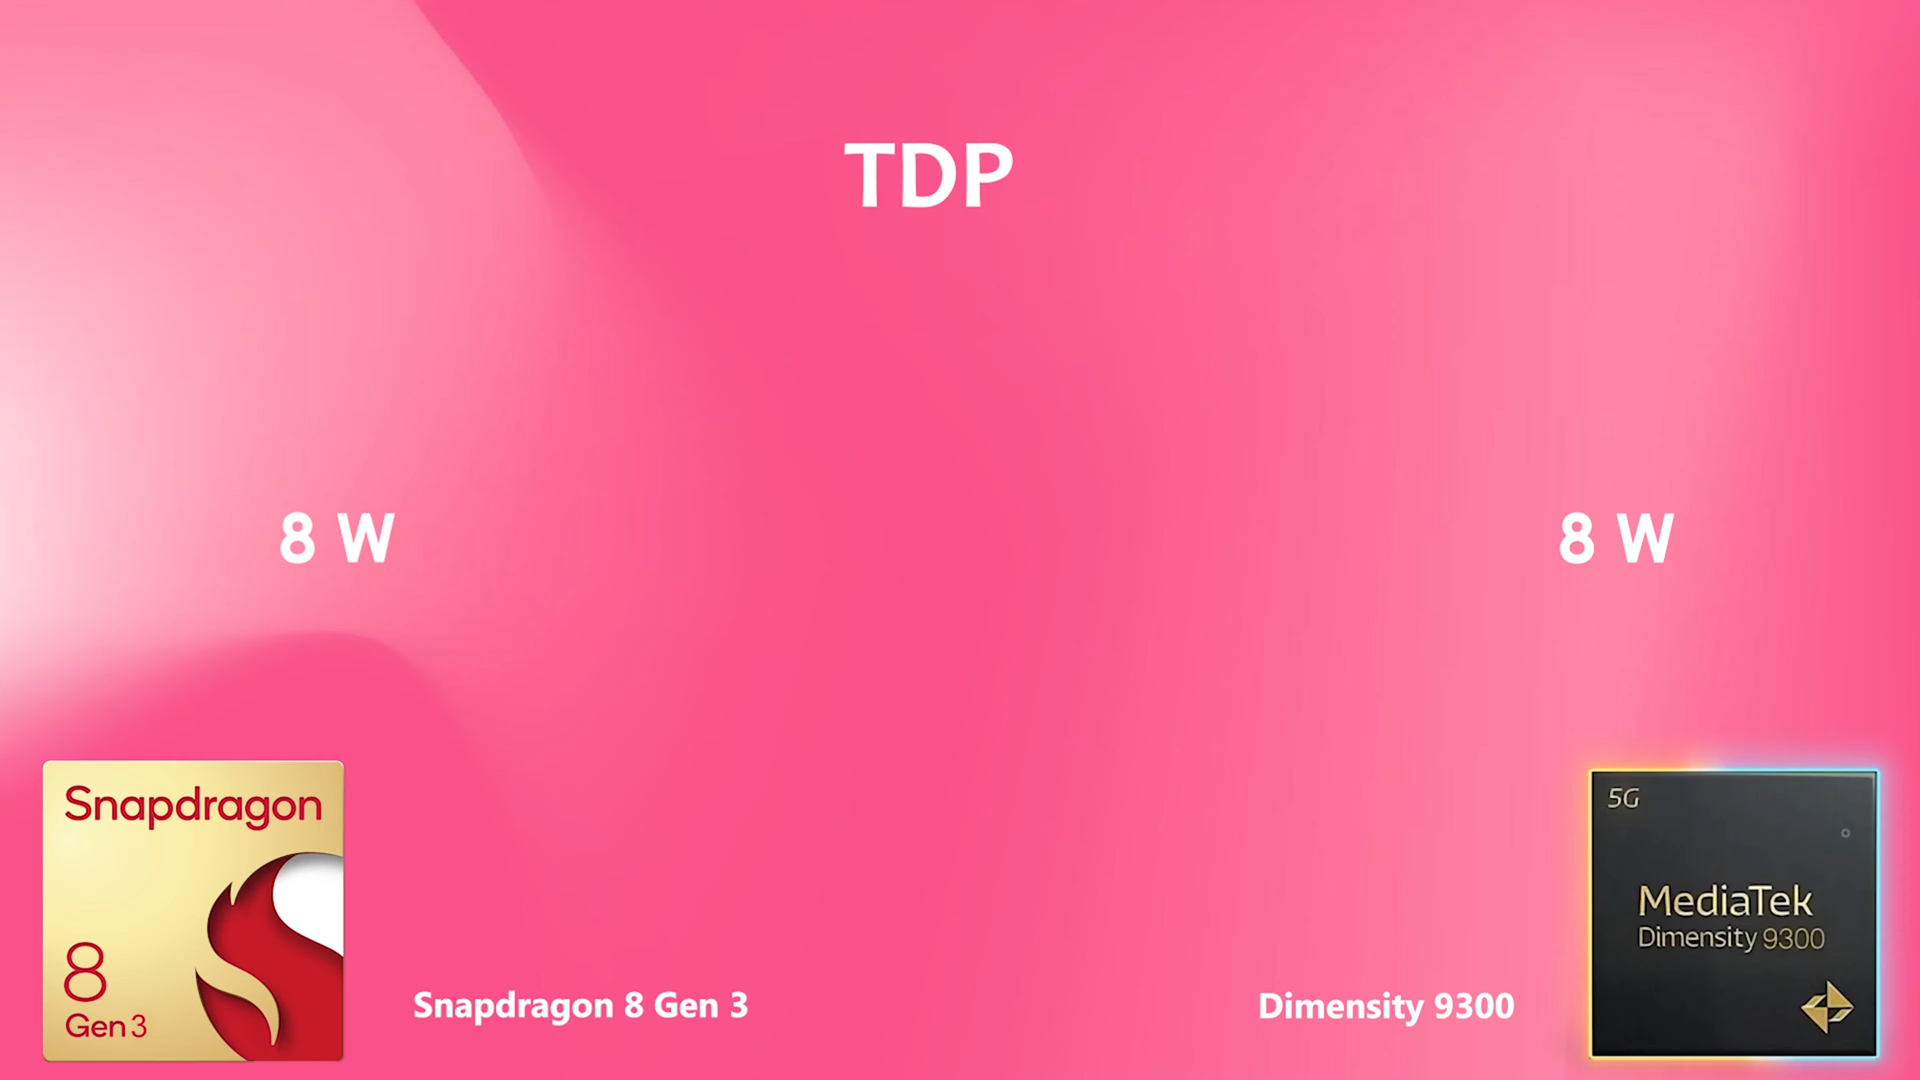 TDP
8 W
8 W
Snapdragon
8
Gen 3
Snapdragon 8 Gen 3
Dimensity 9300
5G
MediaTek
Dimensity 9300